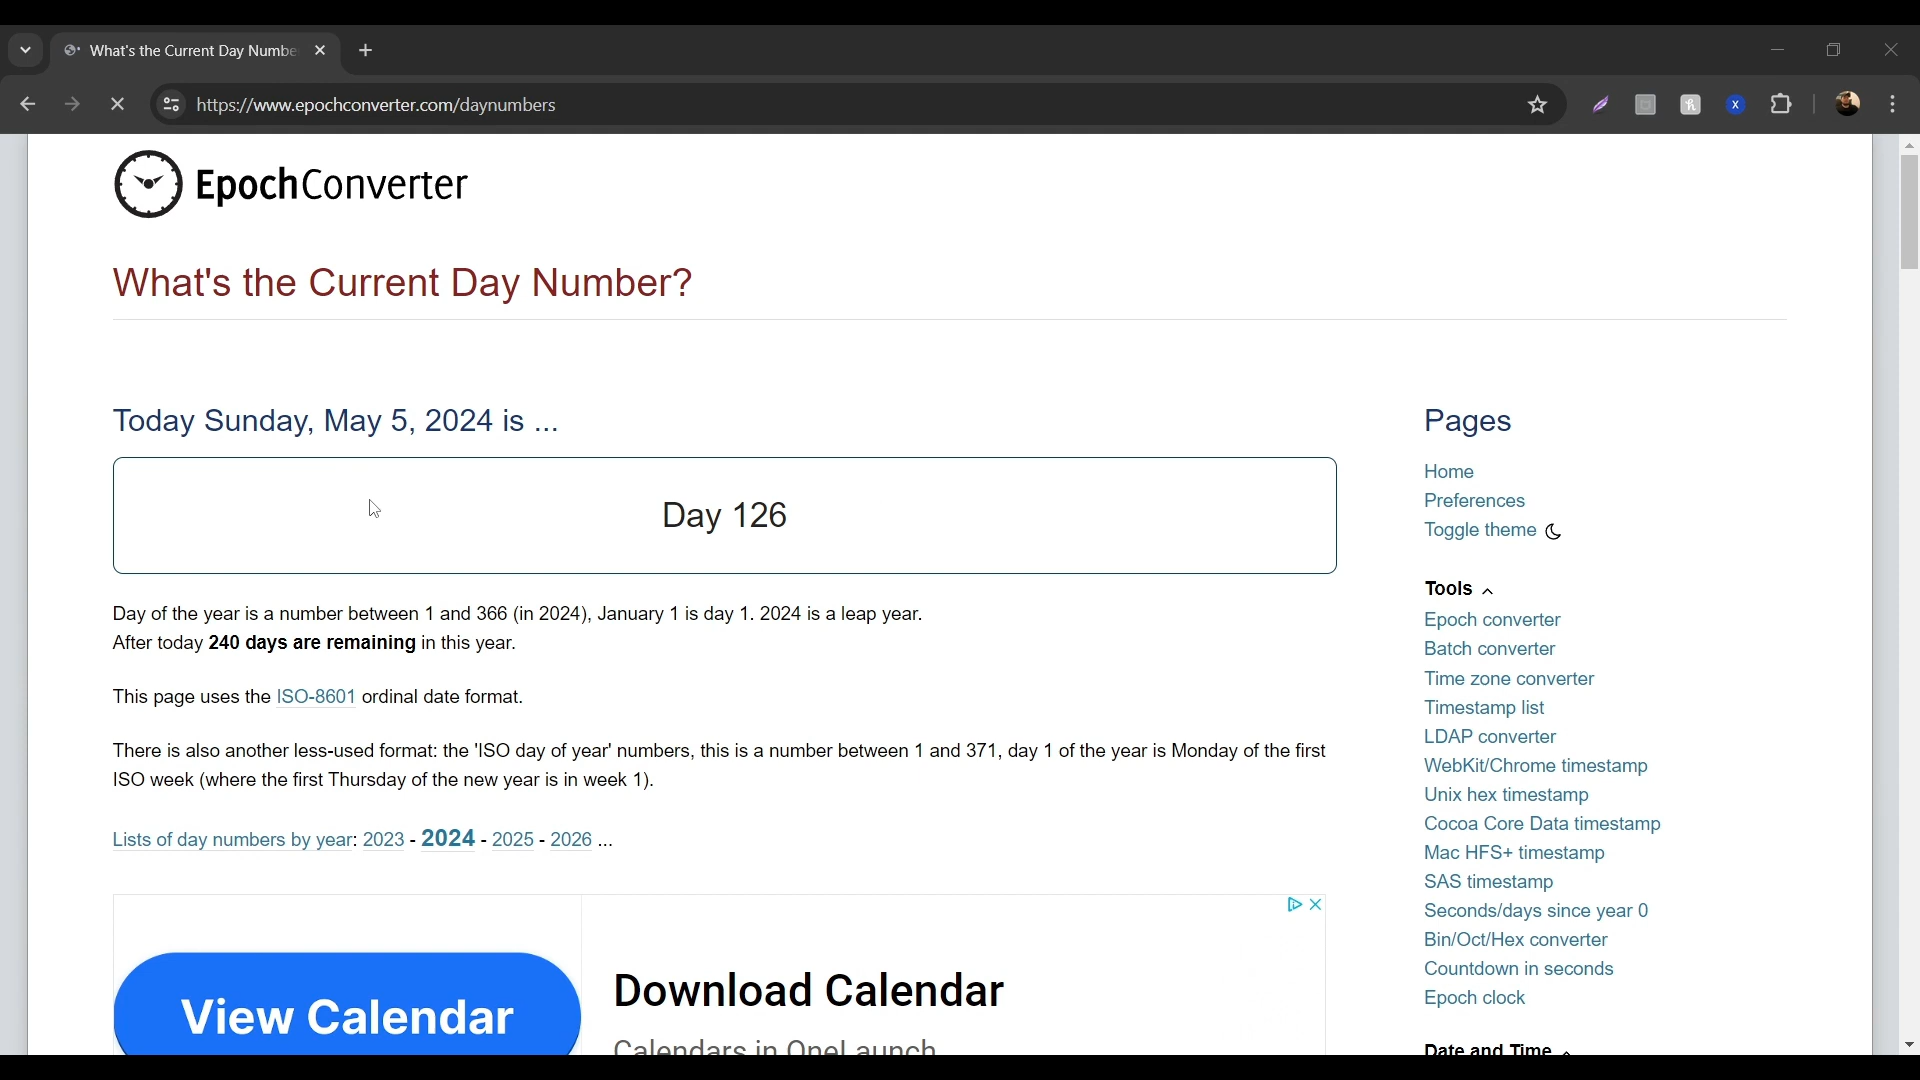 What's the Current Day Numbe
https://www.epochconverter.com/daynumbers
EpochConverter
What's the Current Day Number?
Today Sunday, May 5, 2024 is ...
Day 126
Day of the year is a number between 1 and 366 (in 2024), January 1 is day 1. 2024 is a leap year.
After today 240 days are remaining in this year.
This page uses the ISO-8601 ordinal date format.
There is also another less-used format: the 'ISO day of year' numbers, this is a number between 1 and 371, day 1 of the year is Monday of the first
ISO week (where the first Thursday of the new year is in week 1).
Lists of day numbers by year: 2023 - 2024 - 2025 - 2026 ...
View Calendar
Download Calendar
Calendars in OneLaunch
Pages
Home
Preferences
Toggle theme
Tools
Epoch converter
Batch converter
Time zone converter
Timestamp list
LDAP converter
WebKit/Chrome timestamp
Unix hex timestamp
Cocoa Core Data timestamp
Mac HFS+ timestamp
SAS timestamp
Seconds/days since year 0
Bin/Oct/Hex converter
Countdown in seconds
Epoch clock
Date and Time